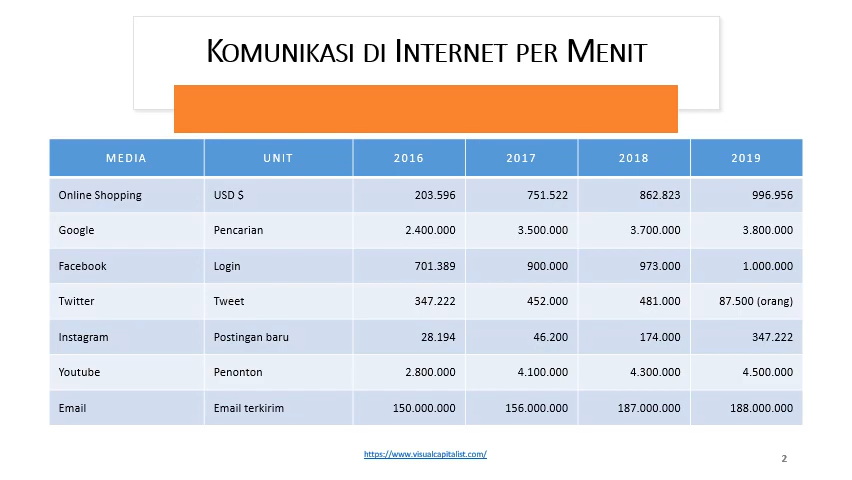 Komunikasi di Internet per Menit
MEDIA UNIT 2016 2017 2018 2019
Online Shopping USD $ 203.596 751.522 862.823 996.956
Google Pencarian 2.400.000 3.500.000 3.700.000 3.800.000
Facebook Login 701.389 900.000 973.000 1.000.000
Twitter Tweet 347.222 452.000 481.000 87.500 (orang)
Instagram Postingan baru 28.194 46.200 174.000 347.222
Youtube Penonton 2.800.000 4.100.000 4.300.000 4.500.000
Email Email terkirim 150.000.000 156.000.000 187.000.000 188.000.000
https://www.visualcapitalist.com/
2